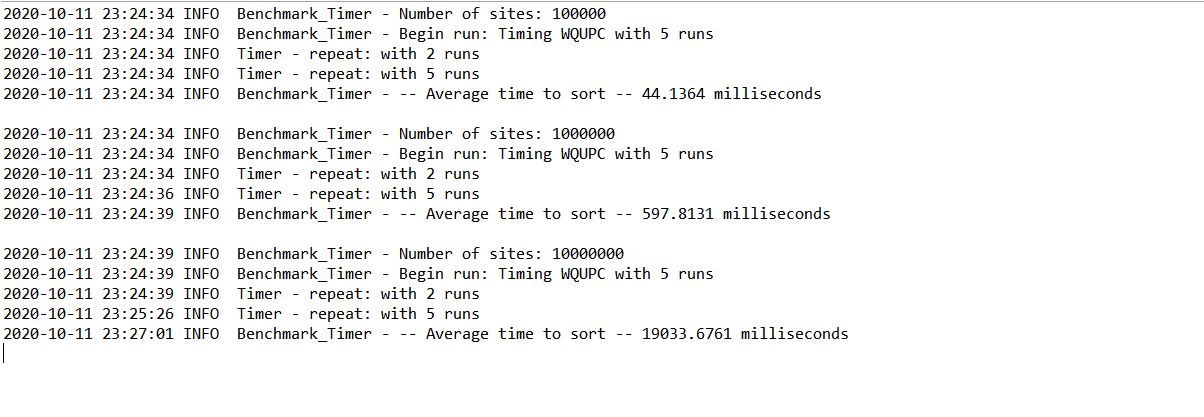 2020-10-11 23:24:34 INFO  Benchmark_Timer - Number of sites: 100000
2020-10-11 23:24:34 INFO  Benchmark_Timer - Begin run: Timing WQUPC with 5 runs
2020-10-11 23:24:34 INFO  Timer - repeat: with 2 runs
2020-10-11 23:24:34 INFO  Timer - repeat: with 5 runs
2020-10-11 23:24:34 INFO  Benchmark_Timer - -- Average time to sort -- 44.1364 milliseconds
2020-10-11 23:24:34 INFO  Benchmark_Timer - Number of sites: 1000000
2020-10-11 23:24:34 INFO  Benchmark_Timer - Begin run: Timing WQUPC with 5 runs
2020-10-11 23:24:34 INFO  Timer - repeat: with 2 runs
2020-10-11 23:24:36 INFO  Timer - repeat: with 5 runs
2020-10-11 23:24:39 INFO  Benchmark_Timer - -- Average time to sort -- 597.8131 milliseconds
2020-10-11 23:24:39 INFO  Benchmark_Timer - Number of sites: 10000000
2020-10-11 23:24:39 INFO  Benchmark_Timer - Begin run: Timing WQUPC with 5 runs
2020-10-11 23:24:39 INFO  Timer - repeat: with 2 runs
2020-10-11 23:25:26 INFO  Timer - repeat: with 5 runs
2020-10-11 23:27:01 INFO  Benchmark_Timer - -- Average time to sort -- 19033.6761 milliseconds